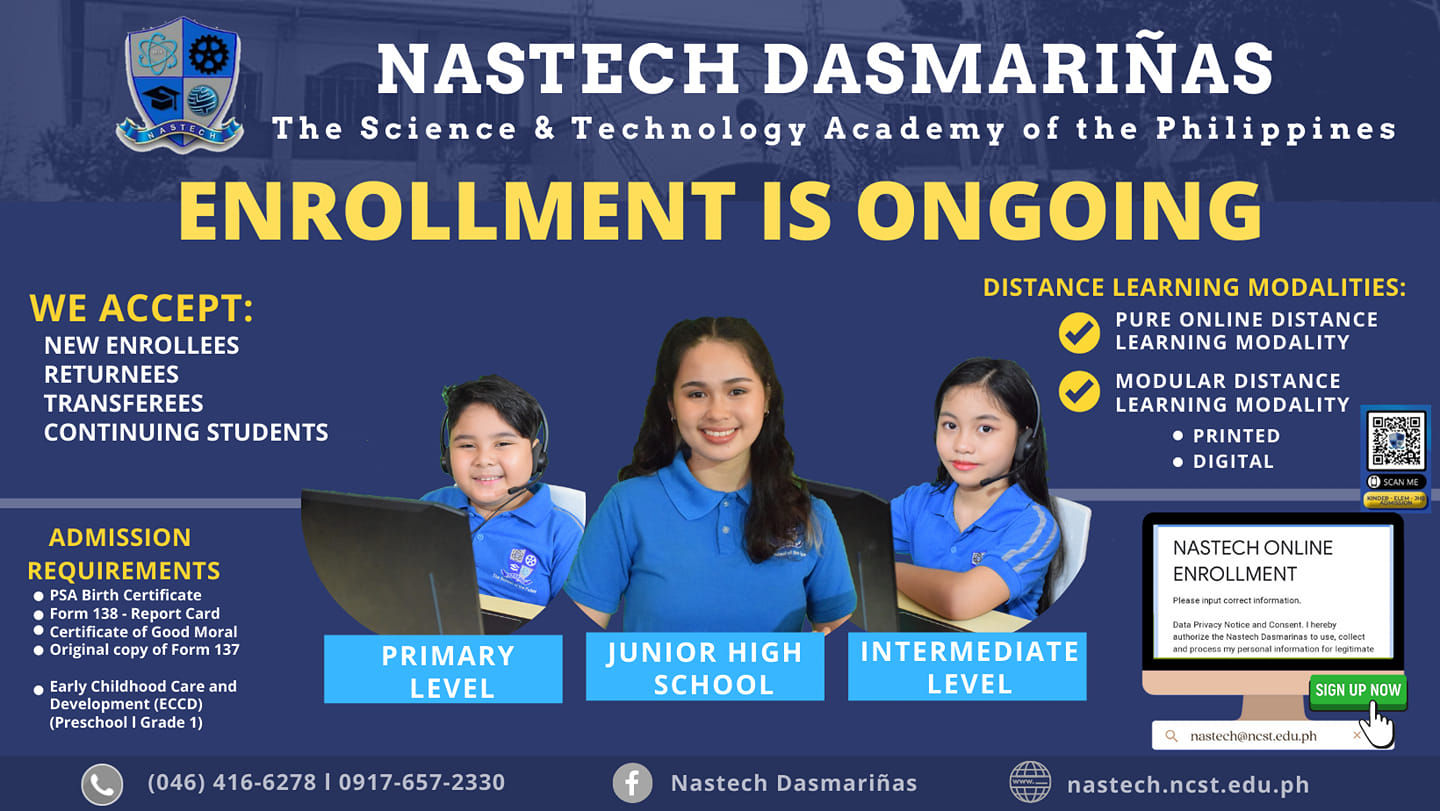 NASTECH
NASTECH DASMARIÑAS
The Science & Technology Academy of the Philippines
ENROLLMENT IS ONGOING
WE ACCEPT:
NEW ENROLLEES
RETURNEES
TRANSFEREES
CONTINUING STUDENTS
DISTANCE LEARNING MODALITIES:
PURE ONLINE DISTANCE
LEARNING MODALITY
MODULAR DISTANCE
LEARNING MODALITY
PRINTED
DIGITAL
SCAN ME
KINDER - ELEM - JHS
ADMISSION
ADMISSION
REQUIREMENTS
PSA Birth Certificate
Form 138 - Report Card
Certificate of Good Moral
Original copy of Form 137
Early Childhood Care and
Development (ECCD)
(Preschool l Grade 1)
PRIMARY
LEVEL
JUNIOR HIGH
SCHOOL
INTERMEDIATE
LEVEL
NASTECH ONLINE
ENROLLMENT
Please input correct information.
Data Privacy Notice and Consent. I hereby
authorize the Nastech Dasmarinas to use, collect
and process my personal information for legitimate
SIGN UP NOW
nastech@ncst.edu.ph
(046) 416-6278 l 0917-657-2330
Nastech Dasmariñas
www...
nastech.ncst.edu.ph